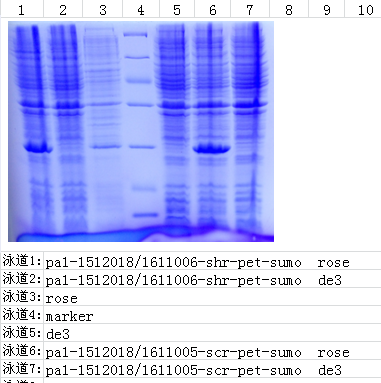 1 2 3 4 5 6 7 8 9 10
泳道1: pa1-1512018/1611006-shr-pet-sumo rose
泳道2: pa1-1512018/1611006-shr-pet-sumo de3
泳道3: rose
泳道4: marker
泳道5: de3
泳道6: pa1-1512018/1611005-scr-pet-sumo rose
泳道7: pa1-1512018/1611005-scr-pet-sumo de3